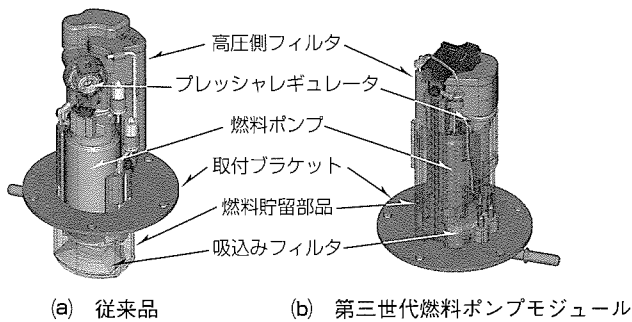 高圧側フィルタ
プレッシャレギュレータ
燃料ポンプ
取付ブラケット
燃料貯留部品
吸込みフィルタ
(a) 従来品
(b) 第三世代燃料ポンプモジュール